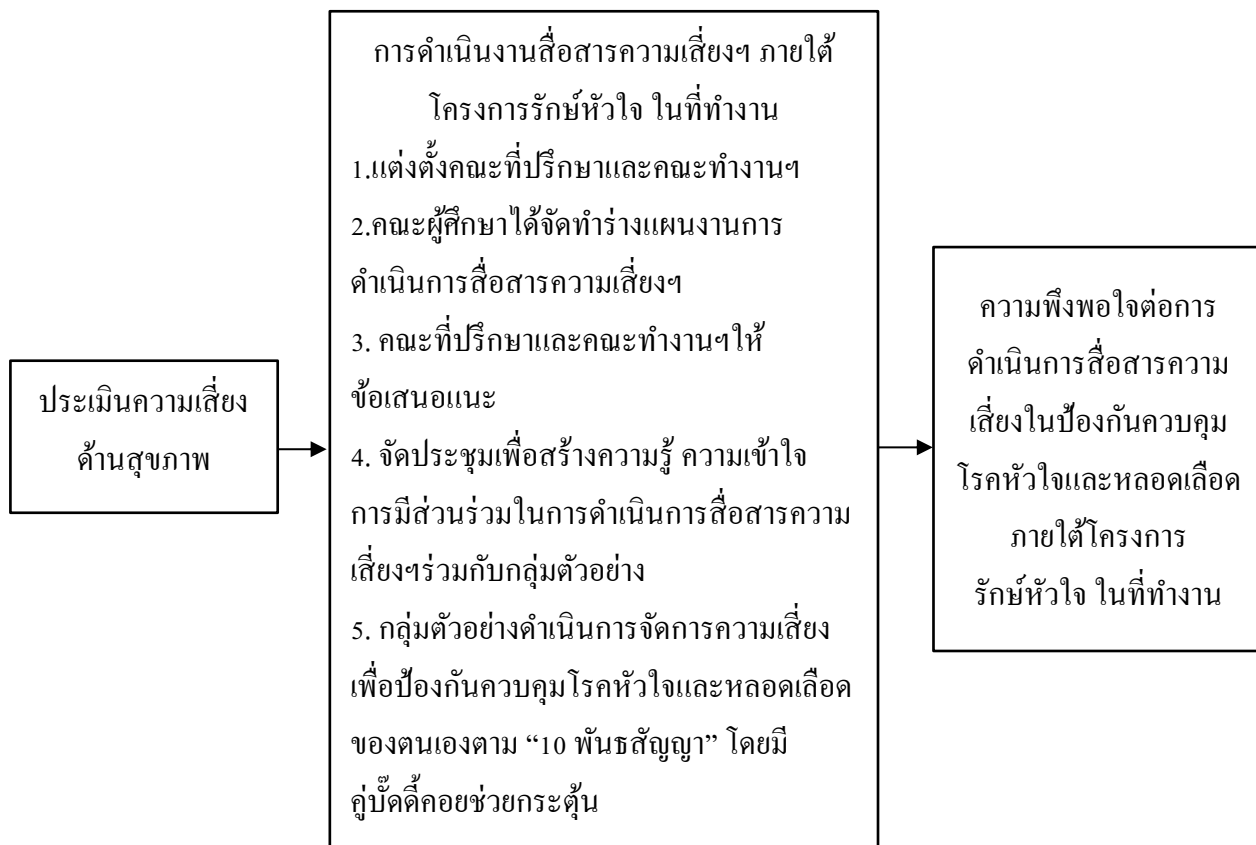 ประเมินความเสี่ยง
ด้านสุขภาพ
การดำเนินงานสื่อสารความเสี่ยงฯ ภายใต้
โครงการรักษ์หัวใจ ในที่ทำงาน
1.แต่งตั้งคณะที่ปรึกษาและคณะทำงานฯ
2.คณะผู้ศึกษาได้จัดทำร่างแผนงานการ
ดำเนินการสื่อสารความเสี่ยงฯ
3. คณะที่ปรึกษาและคณะทำงานฯให้
ข้อเสนอแนะ
4. จัดประชุมเพื่อสร้างความรู้ ความเข้าใจ
การมีส่วนร่วมในการดำเนินการสื่อสารความ
เสี่ยงฯร่วมกับกลุ่มตัวอย่าง
5. กลุ่มตัวอย่างดำเนินการจัดการความเสี่ยง
เพื่อป้องกันควบคุมโรคหัวใจและหลอดเลือด
ของตนเองตาม “10 พันธสัญญา” โดยมี
คู่บั๊ดดี้คอยช่วยกระตุ้น
ความพึงพอใจต่อการ
ดำเนินการสื่อสารความ
เสี่ยงในป้องกันควบคุม
โรคหัวใจและหลอดเลือด
ภายใต้โครงการ
รักษ์หัวใจ ในที่ทำงาน